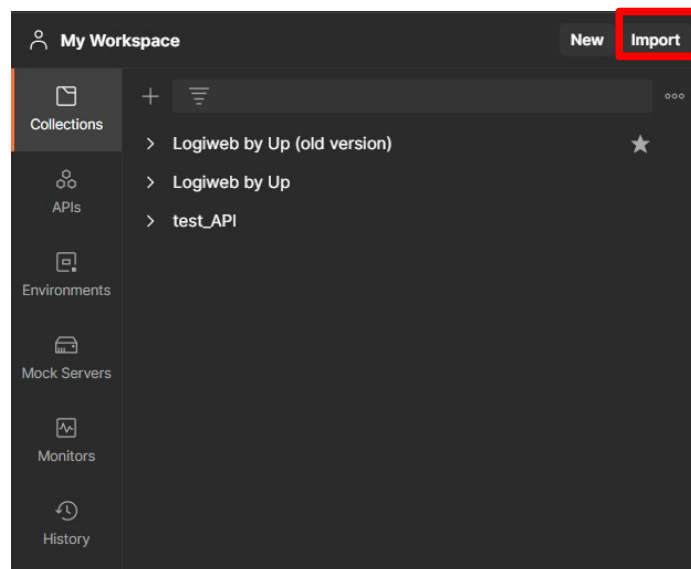 My Workspace
New
Import
Collections
Logiweb by Up (old version)
Logiweb by Up
test_API
APIs
Environments
Mock Servers
Monitors
History